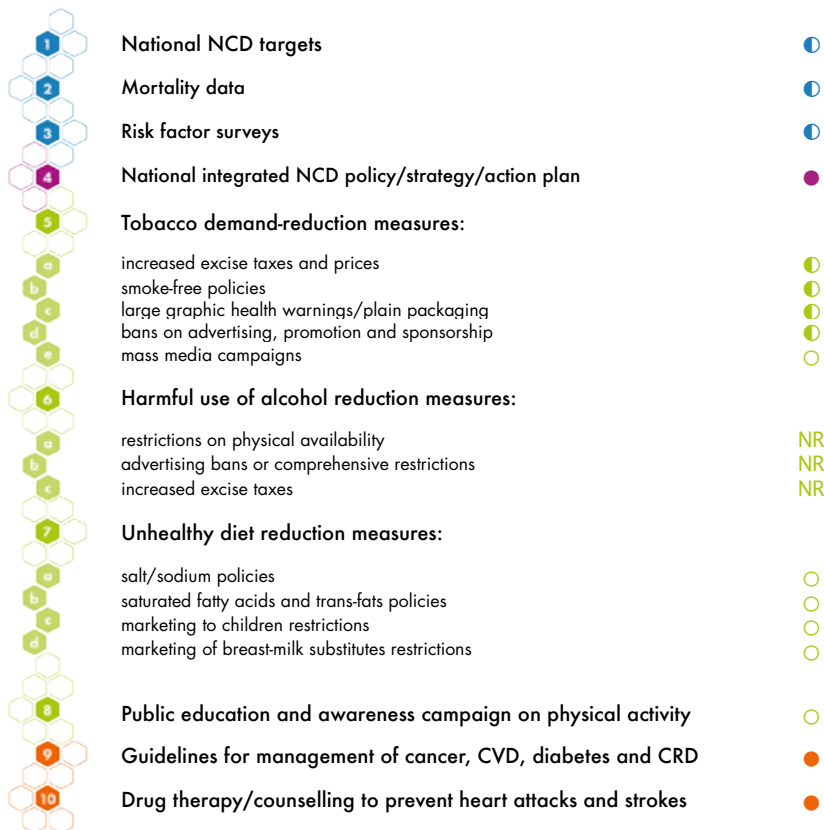 1 National NCD targets
2 Mortality data
3 Risk factor surveys
4 National integrated NCD policy/strategy/action plan
5 Tobacco demand-reduction measures:
a increased excise taxes and prices
b smoke-free policies
c large graphic health warnings/plain packaging
d bans on advertising, promotion and sponsorship
e mass media campaigns
6 Harmful use of alcohol reduction measures:
a restrictions on physical availability NR
b advertising bans or comprehensive restrictions NR
c increased excise taxes NR
7 Unhealthy diet reduction measures:
a salt/sodium policies
b saturated fatty acids and trans-fats policies
c marketing to children restrictions
d marketing of breast-milk substitutes restrictions
8 Public education and awareness campaign on physical activity
9 Guidelines for management of cancer, CVD, diabetes and CRD
10 Drug therapy/counselling to prevent heart attacks and strokes